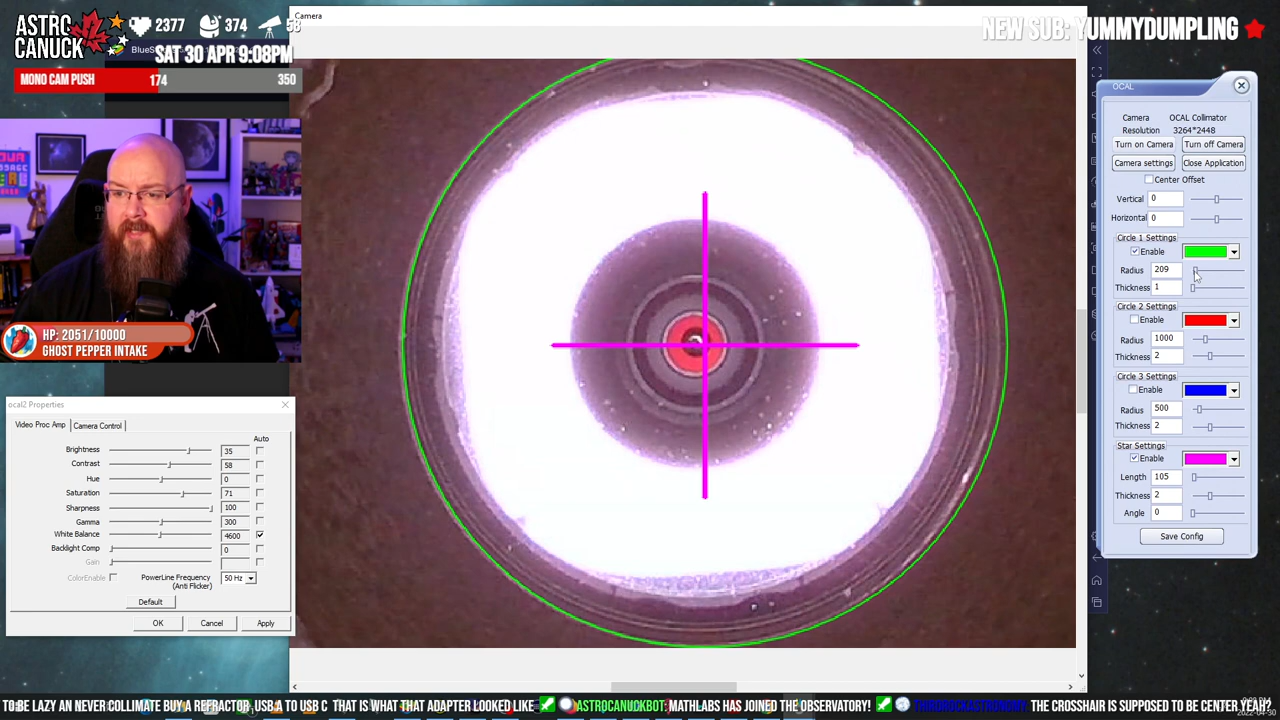 ASTRO
CANUCK
2377
374
58
BlueS
SAT 30 APR 9:08PM
MONO CAM PUSH 174 350
Camera
NEW SUB: YUMMYDUMPLING
HP: 2051/10000
GHOST PEPPER INTAKE
ocal2 Properties
Video Proc Amp
Camera Control
Auto
Brightness 35
Contrast 58
Hue 0
Saturation 71
Sharpness 100
Gamma 300
White Balance 4600
Backlight Comp 0
Gain
ColorEnable
PowerLine Frequency
(Anti Flicker)
50 Hz
Default
OK
Cancel
Apply
OCAL
Camera OCAL Collimator
Resolution 3264*2448
Turn on Camera
Turn off Camera
Camera settings
Close Application
Center Offset
Vertical 0
Horizontal 0
Circle 1 Settings
Enable
Radius 209
Thickness 1
Circle 2 Settings
Enable
Radius 1000
Thickness 2
Circle 3 Settings
Enable
Radius 500
Thickness 2
Star Settings
Enable
Length 105
Thickness 2
Angle 0
Save Config
TO BE LAZY AN NEVER COLLIMATE BUY A REFRACTOR, USB A TO USB C THAT IS WHAT THAT ADAPTER LOOKED LIKE ASTROCANUCKBOT: MATHLABS HAS JOINED THE OBSERVATORY! THE CROSSHAIR IS SUPPOSED TO BE CENTER, YEAH?
2022-04-30